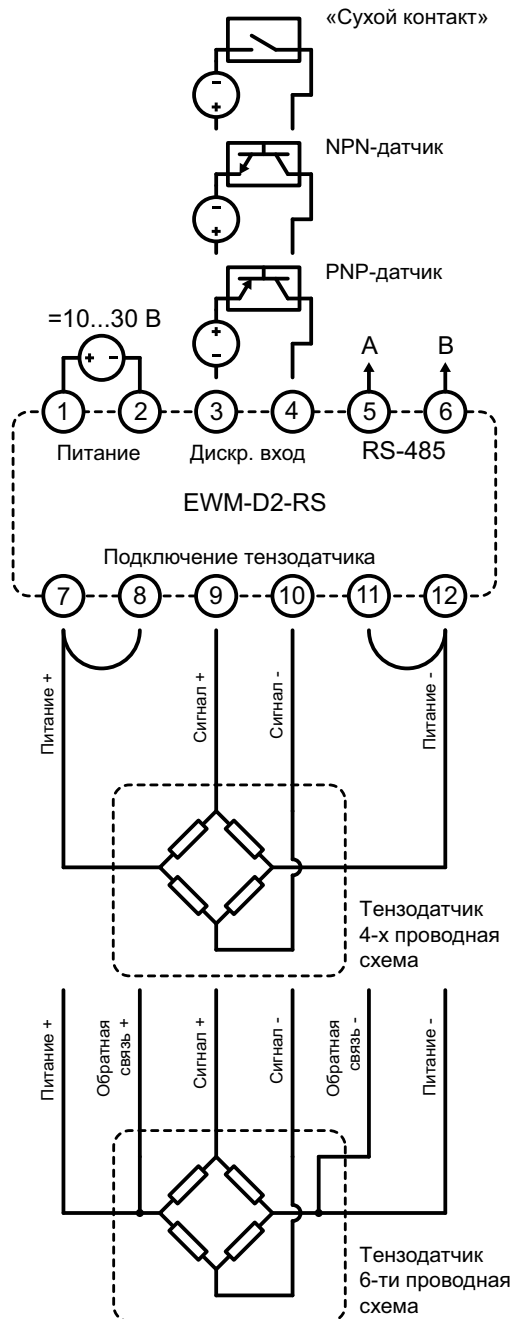 «Сухой контакт»
-
+
NPN-датчик
-
+
PNP-датчик
+
-
=10...30 В
+ -
A B
1 2 3 4 5 6
Питание Дискр. вход RS-485
EWM-D2-RS
Подключение тензодатчика
7 8 9 10 11 12
Питание +
Сигнал +
Сигнал -
Питание -
Тензодатчик
4-х проводная
схема
Питание +
Обратная
связь +
Сигнал +
Сигнал -
Обратная
связь -
Питание -
Тензодатчик
6-ти проводная
схема